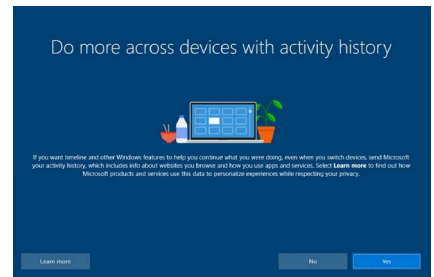 Do more across devices with activity history
If you want timeline and other Windows features to help you continue what you were doing, even when you switch devices, send Microsoft
your activity history, which includes info about websites you browse and how you use apps and services. Select Learn more to find out how
Microsoft products and services use this data to personalize experiences while respecting your privacy.
Learn more
No
Yes